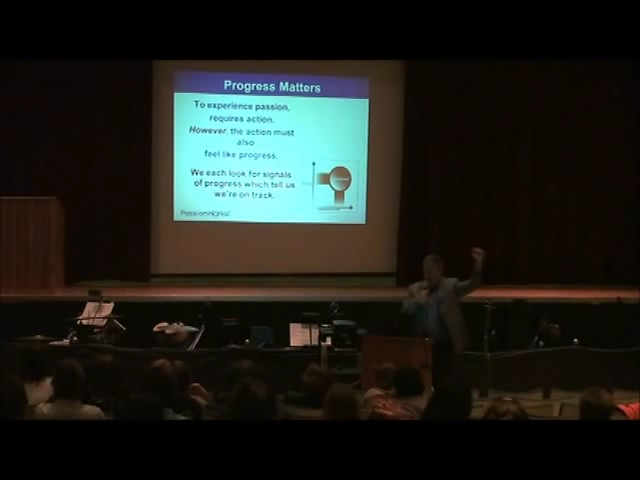 Progress Matters
To experience passion,
requires action.
However, the action must
also
feel like progress.
We each look for signals
of progress which tell us
we're on track.
PassionWorks!